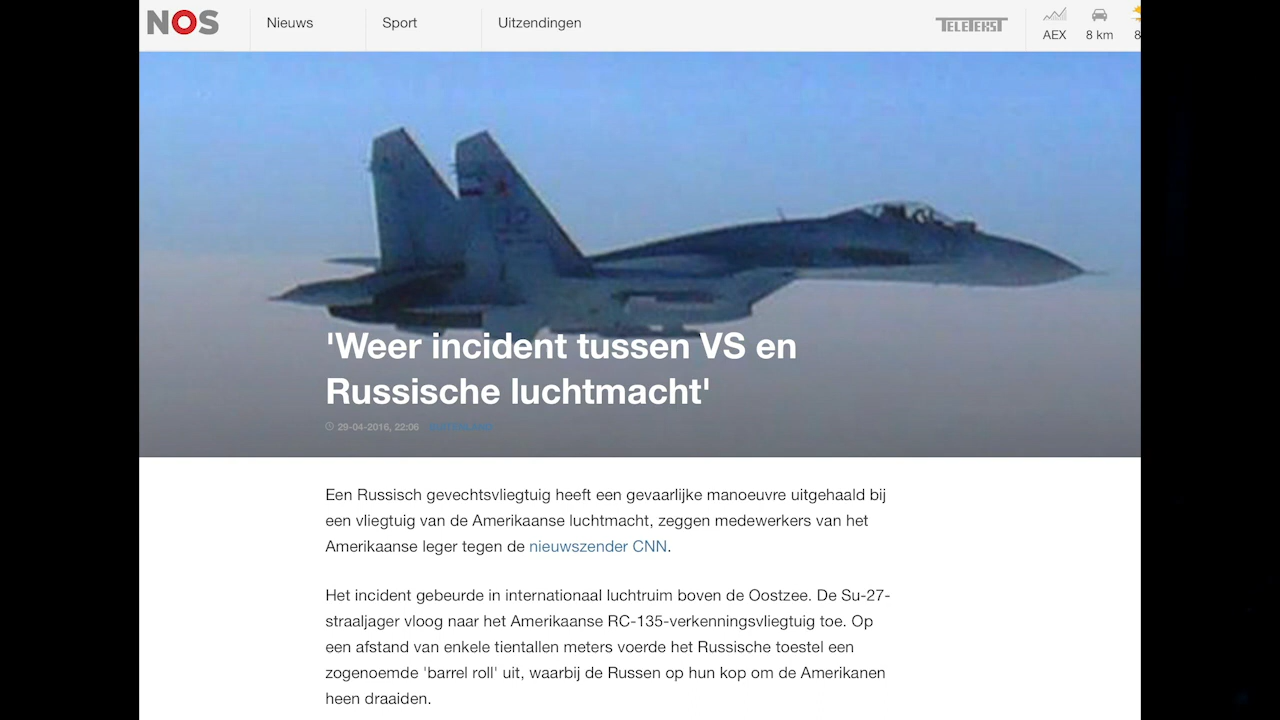 NOS
Nieuws
Sport
Uitzendingen
TELETEKST
AEX
8 km
8
32
'Weer incident tussen VS en
Russische luchtmacht'
29-04-2016, 22:06
BUITENLAND
Een Russisch gevechtsvliegtuig heeft een gevaarlijke manoeuvre uitgehaald bij
een vliegtuig van de Amerikaanse luchtmacht, zeggen medewerkers van het
Amerikaanse leger tegen de nieuwszender CNN.
Het incident gebeurde in internationaal luchtruim boven de Oostzee. De Su-27-
straaljager vloog naar het Amerikaanse RC-135-verkenningsvliegtuig toe. Op
een afstand van enkele tientallen meters voerde het Russische toestel een
zogenoemde 'barrel roll' uit, waarbij de Russen op hun kop om de Amerikanen
heen draaiden.